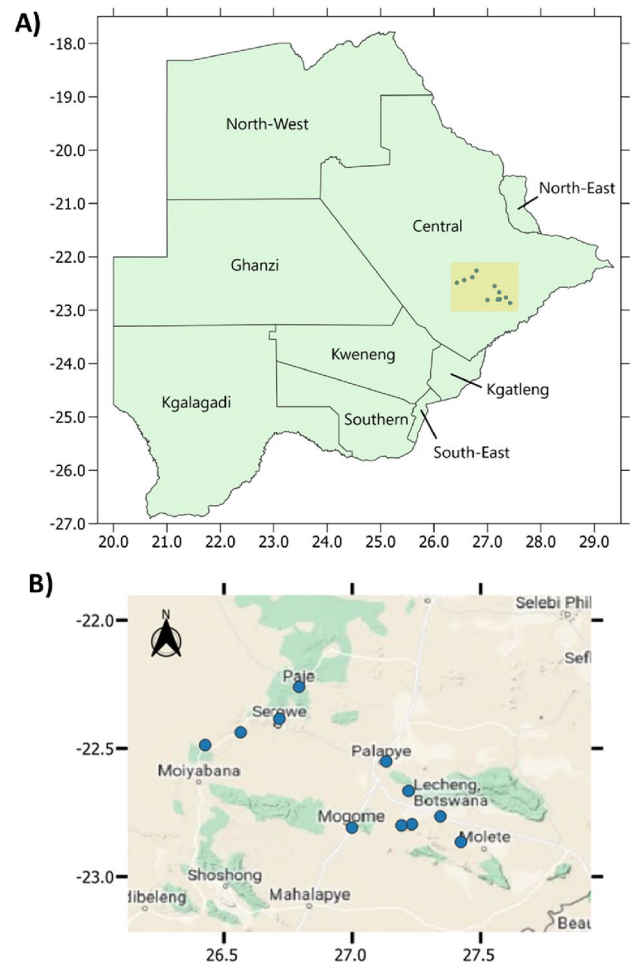 A)
-18.0
-19.0
-20.0
-21.0
-22.0
-23.0
-24.0
-25.0
-26.0
-27.0
North-West
North-East
Central
Ghanzi
Kweneng
Kgatleng
Kgalagadi
Southern
South-East
20.0 21.0 22.0 23.0 24.0 25.0 26.0 27.0 28.0 29.0
B)
-22.0
-22.5
-23.0
N
Selebi Phil
Sefl
Paje
Serowe
Palapye
Moiyabana
Lecheng,
Botswana
Mogome
Molete
Shoshong
dibeleng
Mahalapye
Beau
26.5 27.0 27.5